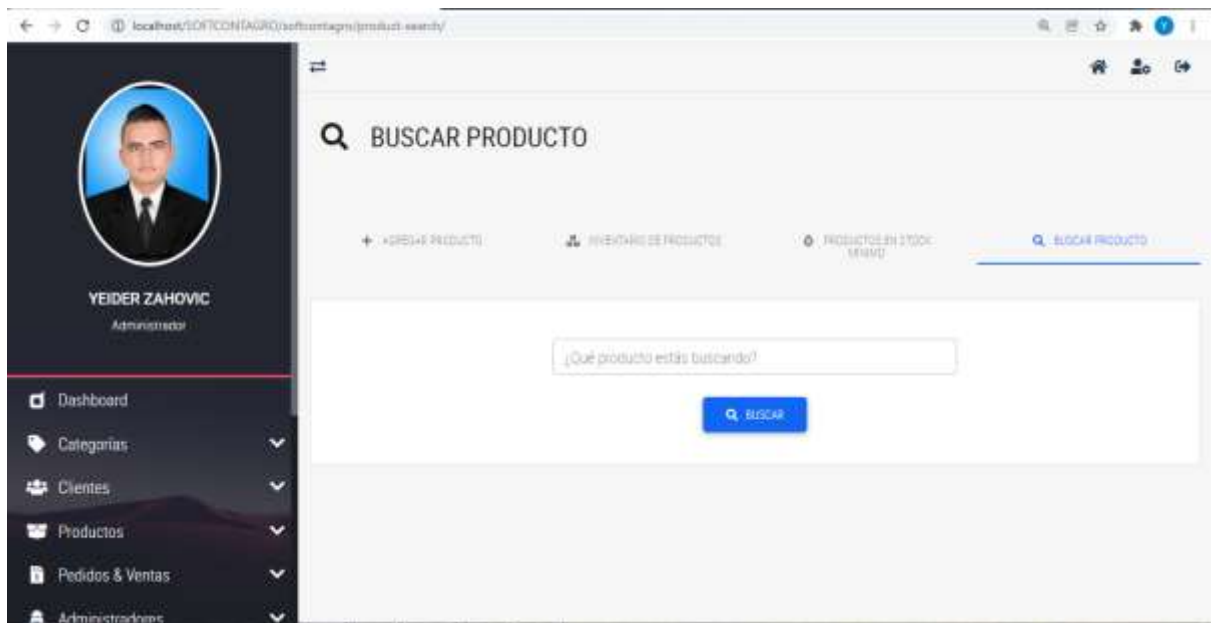 localhost/SOFTCONTAGRO/softcontagro/product-search/
BUSCAR PRODUCTO
AGREGAR PRODUCTO
INVENTARIO DE PRODUCTOS
PRODUCTOS EN STOCK
MINIMO
BUSCAR PRODUCTO
YEIDER ZAHOVIC
Administrador
¿Qué producto estás buscando?
BUSCAR
Dashboard
Categorías
Clientes
Productos
Pedidos & Ventas
Administradores